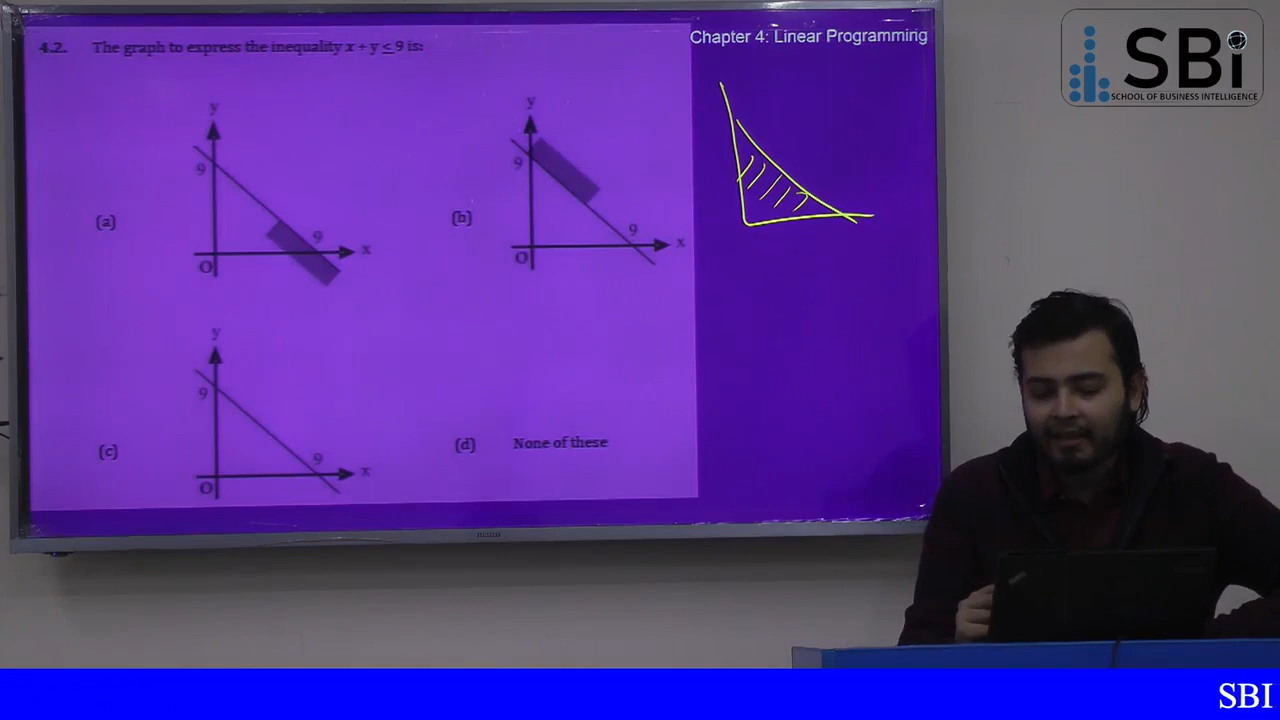 4.2. The graph to express the inequality x + y ≤ 9 is:
Chapter 4: Linear Programming
SBi
SCHOOL OF BUSINESS INTELLIGENCE
y
9
(a)
9
x
O
y
9
(b)
9
x
O
y
9
(c)
9
x
O
(d) None of these
SBI